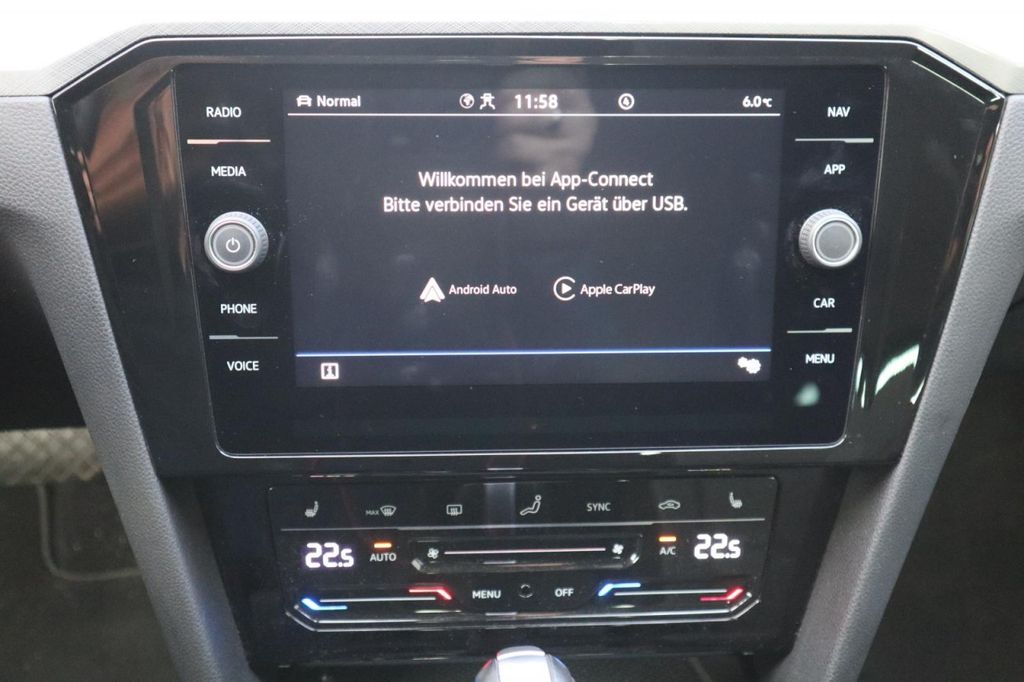 RADIO
MEDIA
PHONE
VOICE
Normal
11:58
4
6.0°C
Willkommen bei App-Connect
Bitte verbinden Sie ein Gerät über USB.
Android Auto
Apple CarPlay
NAV
APP
CAR
MENU
MAX
SYNC
22.5
AUTO
A/C
22.5
MENU
OFF